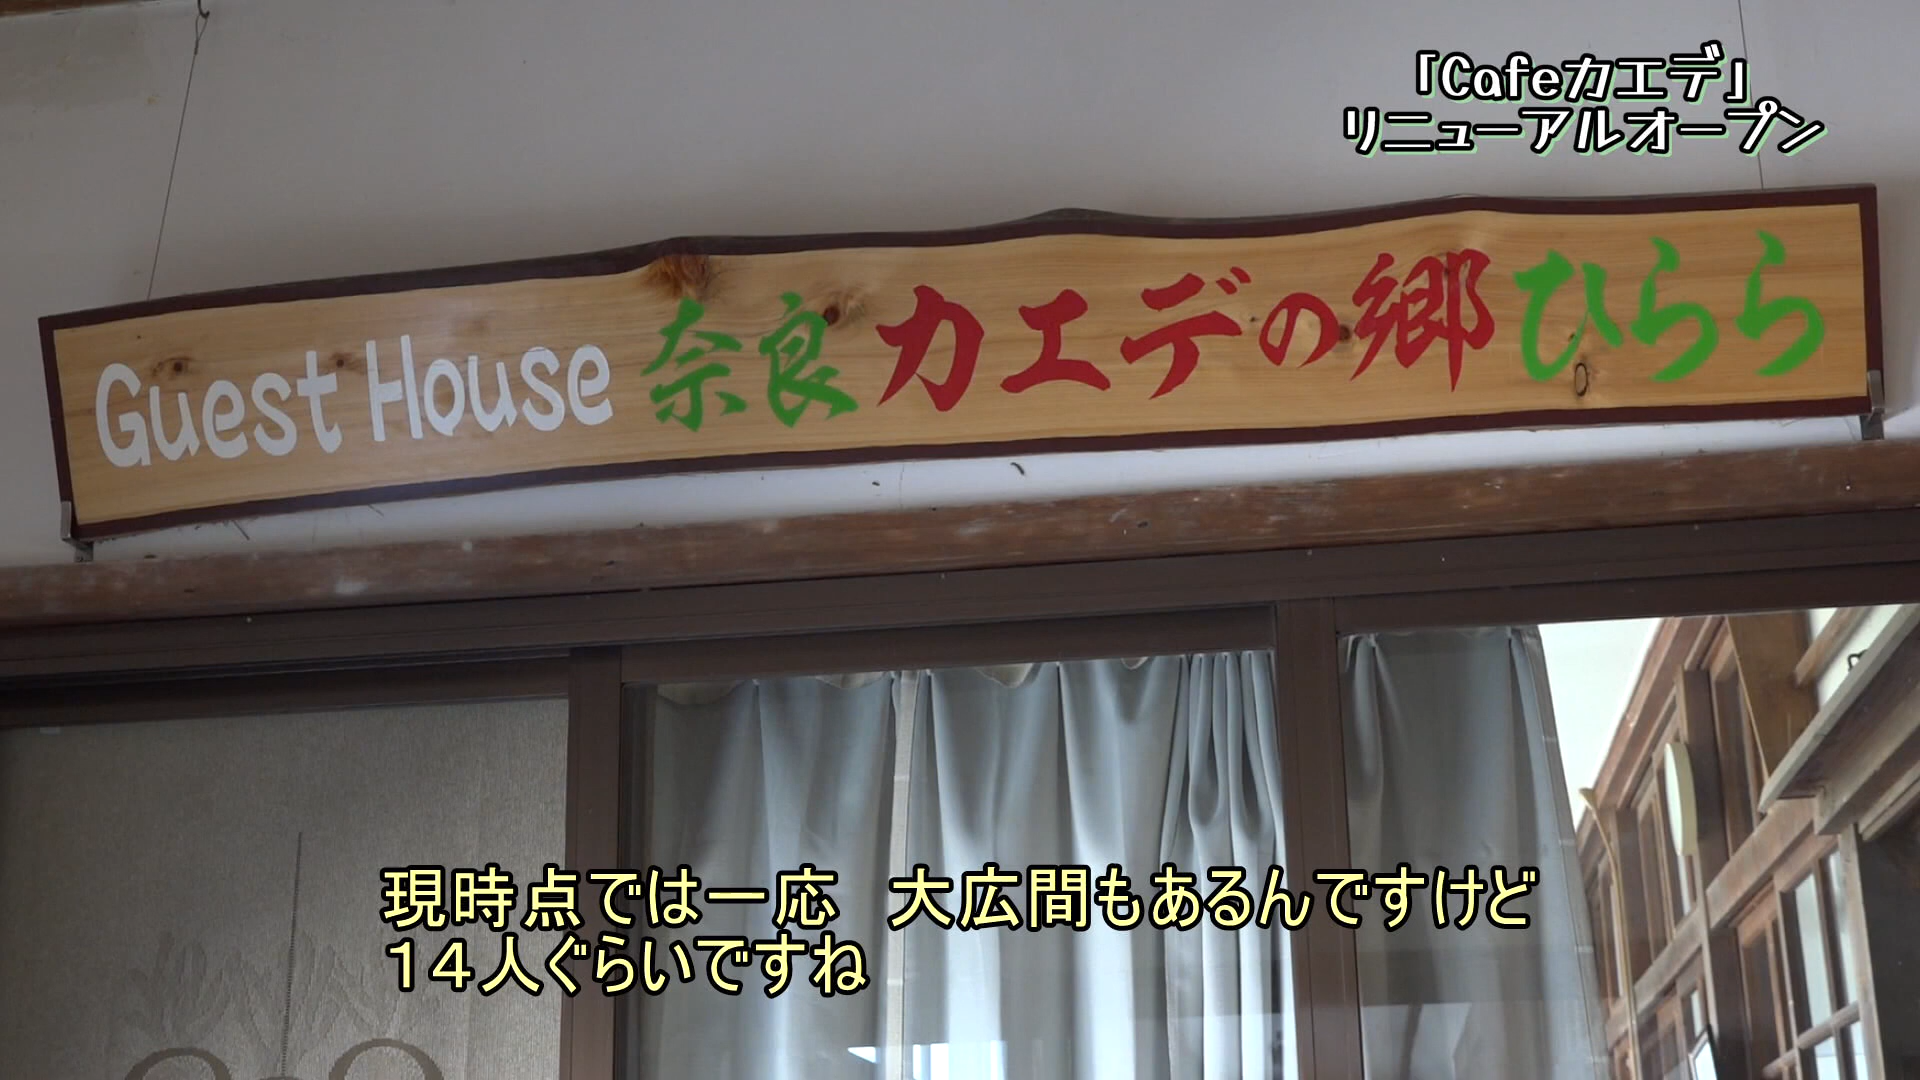 「Cafeカエデ」
リニューアルオープン
Guest House 奈良カエデの郷ひらら
現時点では一応　大広間もあるんですけど
１４人ぐらいですね